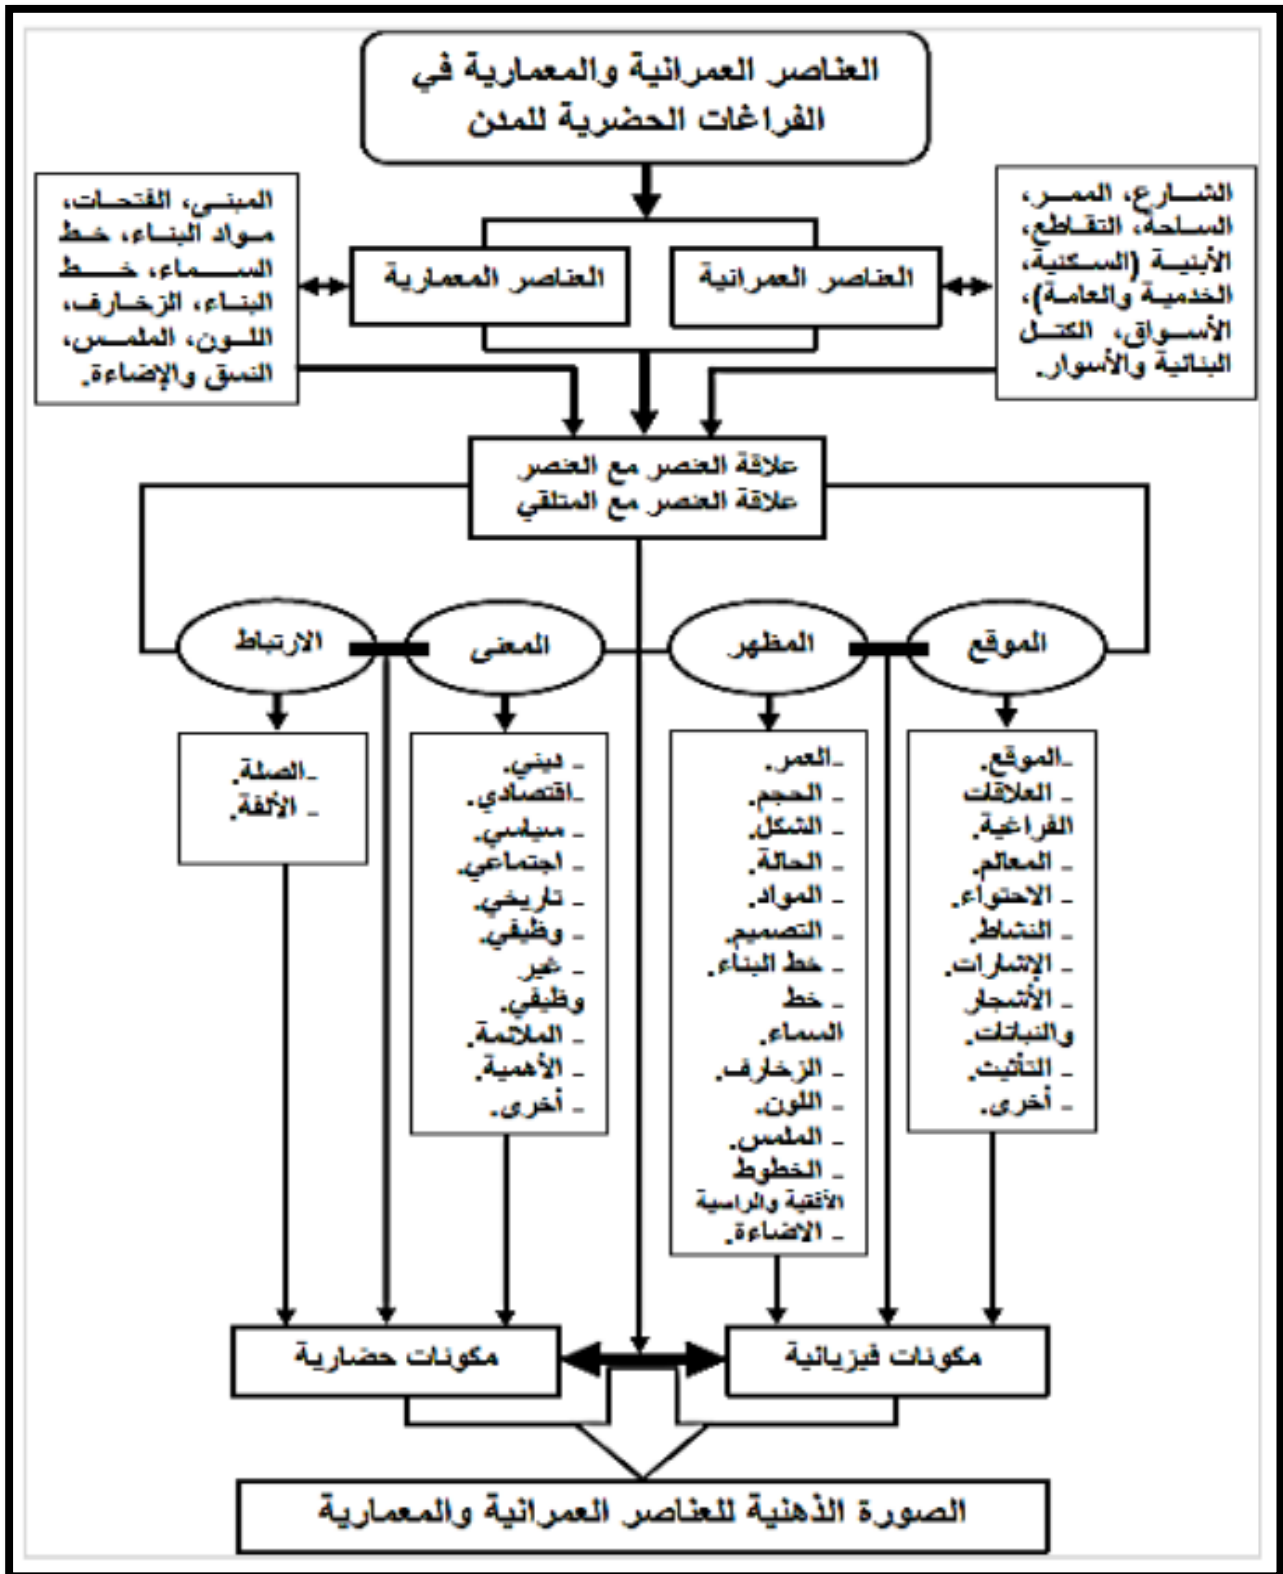 العناصر العمرانية والمعمارية في
الفراغات الحضرية للمدن
الشارع، الممر،
الساحة، التقاطع،
الأبنية (السكنية،
الخدمية والعامة)،
الأسواق، الكتل
البنائية والأسوار.
العناصر العمرانية
العناصر المعمارية
المبنى، الفتحات،
مواد البناء، خط
السماء، خط
البناء، الزخارف،
اللون، الملمس،
النسق والإضاءة.
علاقة العنصر مع العنصر
علاقة العنصر مع المتلقي
الموقع
المظهر
المعنى
الارتباط
-الموقع.
- العلاقات
الفراغية.
- المعالم.
- الاحتواء.
- النشاط.
- الإشارات.
- الأشجار
والنباتات.
- التأثيث.
- أخرى.
-العمر.
- الحجم.
- الشكل.
- الحالة.
- المواد.
- التصميم.
- خط البناء.
- خط
السماء.
- الزخارف.
- اللون.
- الملمس.
- الخطوط
الأفقية والراسية
- الاضاءة.
- ديني.
-اقتصادي.
- سياسي.
- اجتماعي.
- تاريخي.
- وظيفي.
- غير
وظيفي.
- الملائمة.
- الأهمية.
- أخرى.
-الصلة.
- الألفة.
مكونات فيزيائية
مكونات حضارية
الصورة الذهنية للعناصر العمرانية والمعمارية